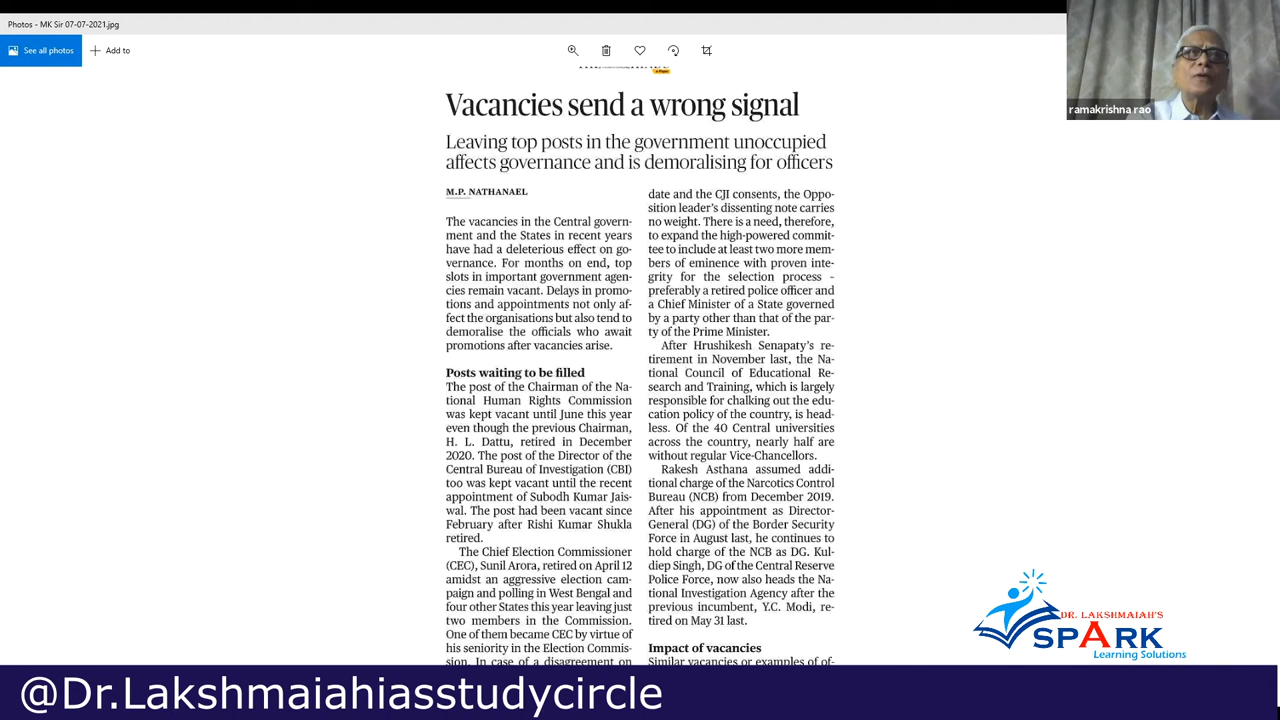 Photos - MK Sir 07-07-2021.jpg
See all photos
Add to
ramakrishna rao
Vacancies send a wrong signal
Leaving top posts in the government unoccupied
affects governance and is demoralising for officers
M.P. NATHANAEL
The vacancies in the Central govern-
ment and the States in recent years
have had a deleterious effect on go-
vernance. For months on end, top
slots in important government agen-
cies remain vacant. Delays in promo-
tions and appointments not only af-
fect the organisations but also tend to
demoralise the officials who await
promotions after vacancies arise.
Posts waiting to be filled
The post of the Chairman of the Na-
tional Human Rights Commission
was kept vacant until June this year
even though the previous Chairman,
H. L. Dattu, retired in December
2020. The post of the Director of the
Central Bureau of Investigation (CBI)
too was kept vacant until the recent
appointment of Subodh Kumar Jais-
wal. The post had been vacant since
February after Rishi Kumar Shukla
retired.
The Chief Election Commissioner
(CEC), Sunil Arora, retired on April 12
amidst an aggressive election cam-
paign and polling in West Bengal and
four other States this year leaving just
two members in the Commission.
One of them became CEC by virtue of
his seniority in the Election Commis-
sion. In case of a disagreement on
date and the CJI consents, the Oppo-
sition leader's dissenting note carries
no weight. There is a need, therefore,
to expand the high-powered commit-
tee to include at least two more mem-
bers of eminence with proven inte-
grity for the selection process –
preferably a retired police officer and
a Chief Minister of a State governed
by a party other than that of the par-
ty of the Prime Minister.
After Hrushikesh Senapaty's re-
tirement in November last, the Na-
tional Council of Educational Re-
search and Training, which is largely
responsible for chalking out the edu-
cation policy of the country, is head-
less. Of the 40 Central universities
across the country, nearly half are
without regular Vice-Chancellors.
Rakesh Asthana assumed addi-
tional charge of the Narcotics Control
Bureau (NCB) from December 2019.
After his appointment as Director-
General (DG) of the Border Security
Force in August last, he continues to
hold charge of the NCB as DG. Kul-
diep Singh, DG of the Central Reserve
Police Force, now also heads the Na-
tional Investigation Agency after the
previous incumbent, Y.C. Modi, re-
tired on May 31 last.
Impact of vacancies
Similar vacancies or examples of of-
DR. LAKSHMAIAH'S
SPARK
Learning Solutions
@Dr.Lakshmaiahiasstudycircle